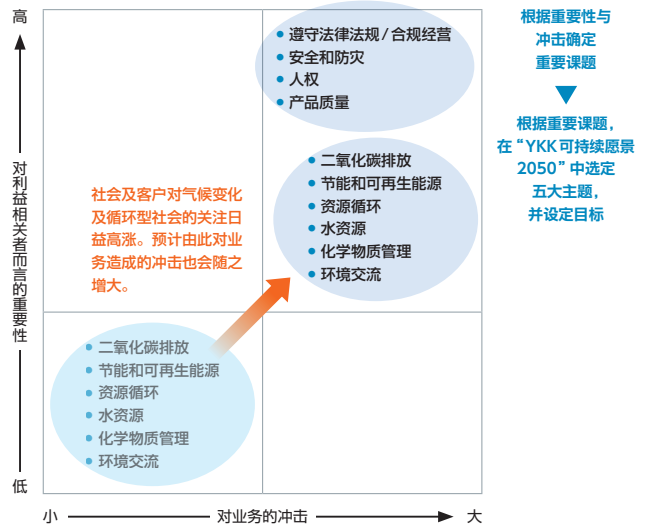 高
对利益相关者而言的重要性
低
遵守法律法规/合规经营
安全和防灾
人权
产品质量
二氧化碳排放
节能和可再生能源
资源循环
水资源
化学物质管理
环境交流
社会及客户对气候变化
及循环型社会的关注日
益高涨。预计由此对业
务造成的冲击也会随之
增大。
二氧化碳排放
节能和可再生能源
资源循环
水资源
化学物质管理
环境交流
小
对业务的冲击
大
根据重要性与
冲击确定
重要课题
根据重要课题，
在“YKK可持续愿景
2050”中选定
五大主题，
并设定目标